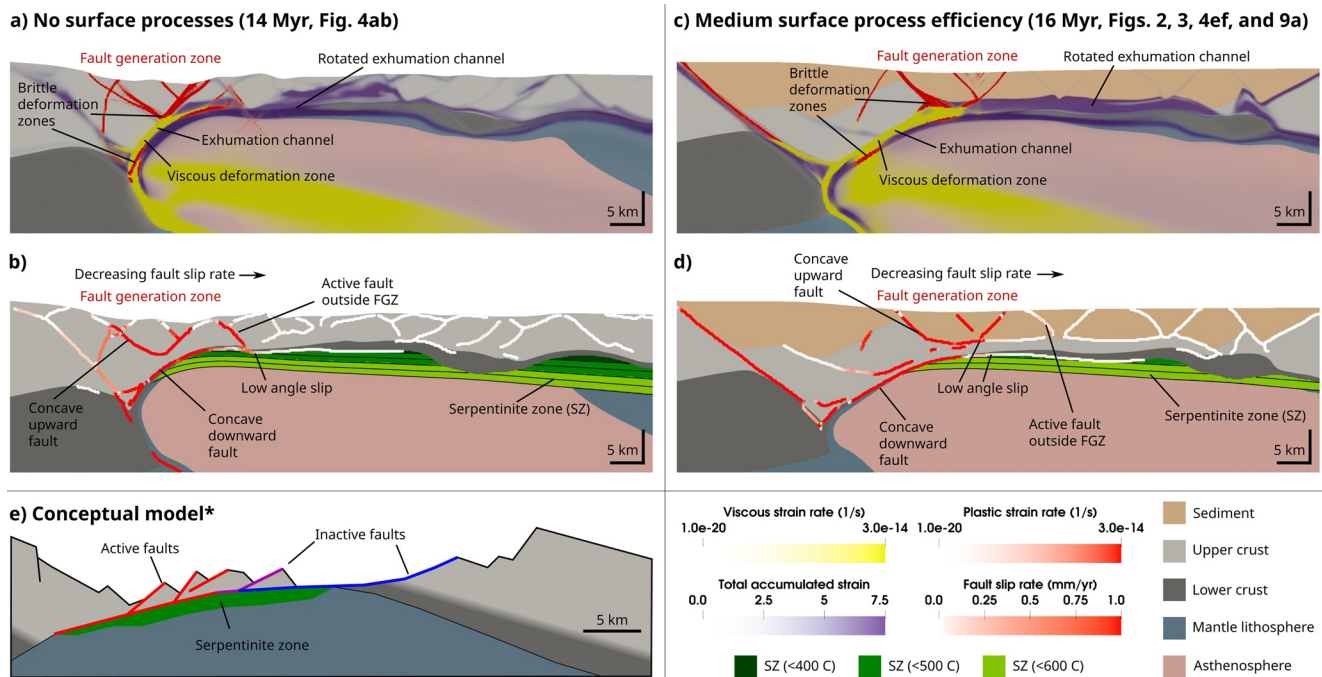 a) No surface processes (14 Myr, Fig. 4ab)
Fault generation zone
Rotated exhumation channel
Brittle
deformation
zones
Exhumation channel
Viscous deformation zone
5 km
c) Medium surface process efficiency (16 Myr, Figs. 2, 3, 4ef, and 9a)
Fault generation zone
Rotated exhumation channel
Brittle
deformation
zones
Exhumation channel
Viscous deformation zone
5 km
b)
Decreasing fault slip rate
Fault generation zone
Active fault
outside FGZ
Low angle slip
Concave
upward
fault
Concave
downward
fault
Serpentinite zone (SZ)
5 km
d)
Concave
upward
fault
Decreasing fault slip rate
Fault generation zone
Low angle slip
Concave
downward
fault
Active fault
outside FGZ
Serpentinite zone (SZ)
5 km
e) Conceptual model*
Active faults
Inactive faults
Serpentinite zone
5 km
Viscous strain rate (1/s)
1.0e-20 3.0e-14
Plastic strain rate (1/s)
1.0e-20 3.0e-14
Total accumulated strain
0.0 2.5 5 7.5
Fault slip rate (mm/yr)
0.0 0.25 0.5 0.75 1.0
SZ (<400 C)
SZ (<500 C)
SZ (<600 C)
Sediment
Upper crust
Lower crust
Mantle lithosphere
Asthenosphere